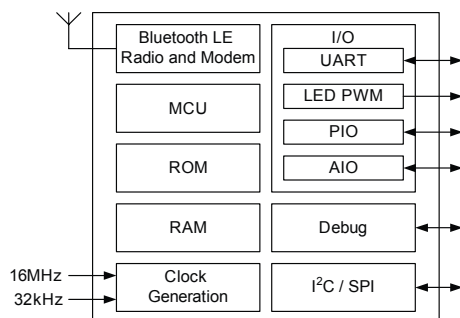 Bluetooth LE
Radio and Modem
MCU
ROM
RAM
16MHz
32kHz
Clock
Generation
I/O
UART
LED PWM
PIO
AIO
Debug
I²C / SPI